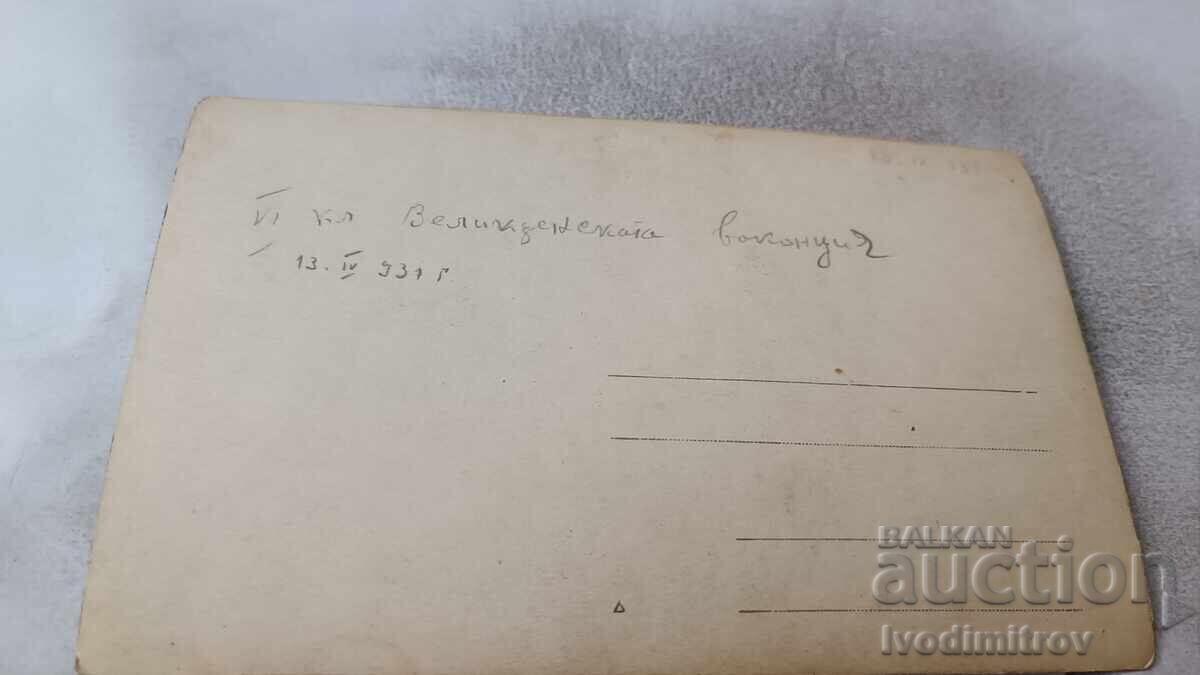 VI кл Великденската ваканция
13. IV 931 г.
BALKAN
auction
Ivodimitrov